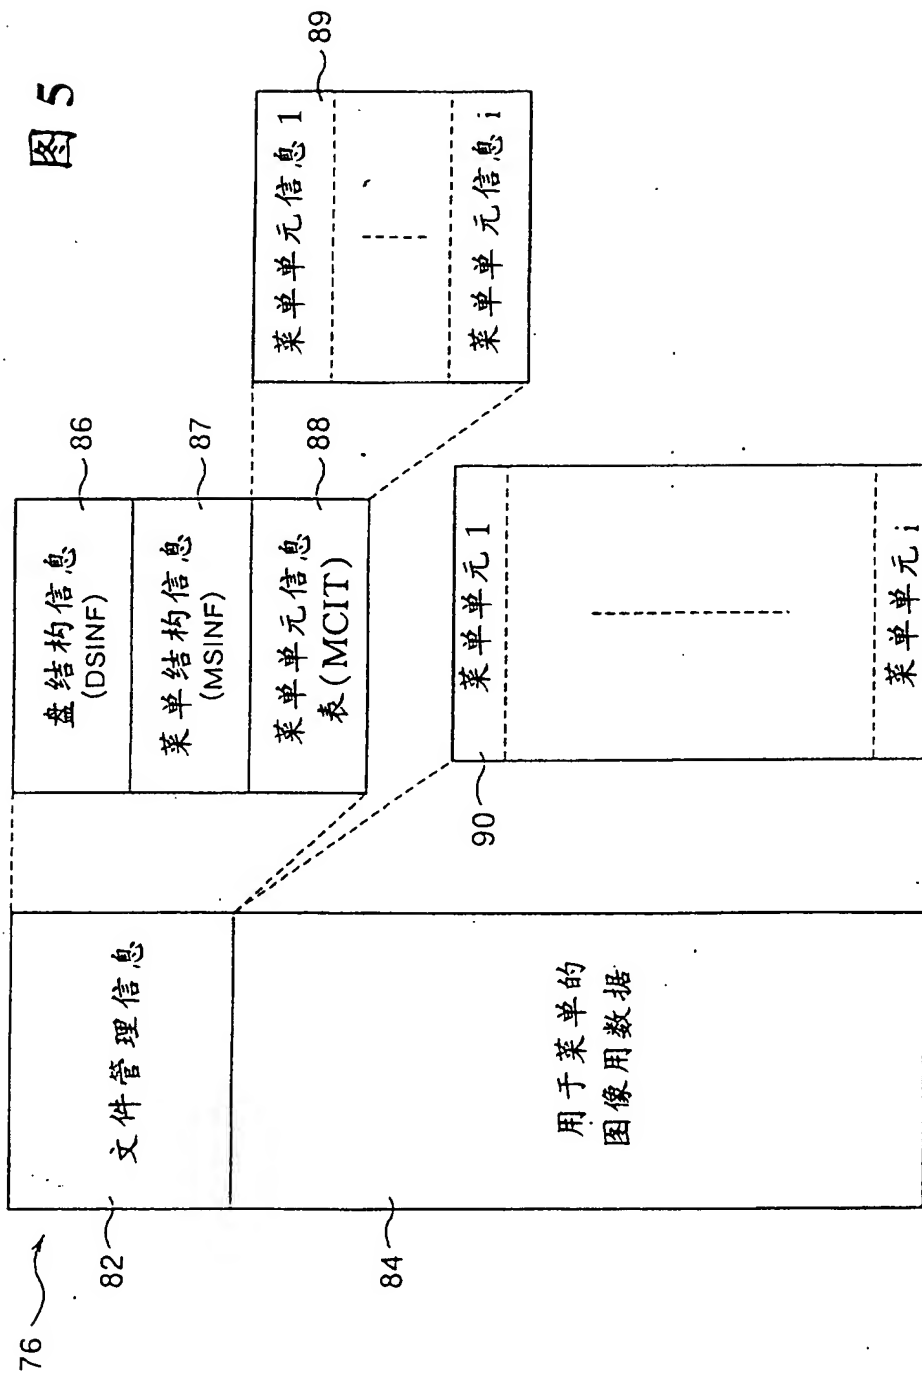 图 5
76
82
文件管理信息
84
用于菜单的
图像用数据
盘结构信息
(DSINF)
86
菜单结构信息
(MSINF)
87
菜单单元信息
表(MCIT)
88
菜单单元信息1
89
菜单单元信息i
90
菜单单元1
菜单单元i